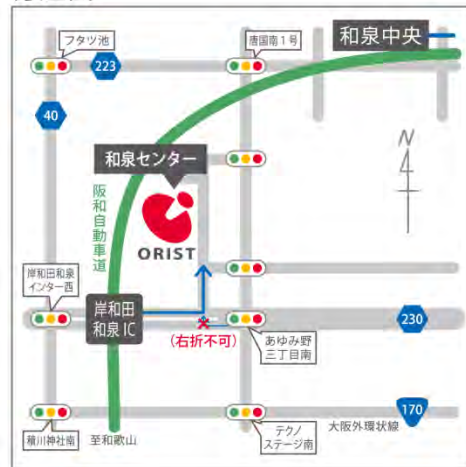 フタツ池
223
唐国南1号
和泉中央
40
N
和泉センター
阪和自動車道
ORIST
岸和田和泉
インター西
岸和田
和泉IC
(右折不可)
あゆみ野
三丁目南
230
積川神社南
至和歌山
テクノ
ステージ南
大阪外環状線
170